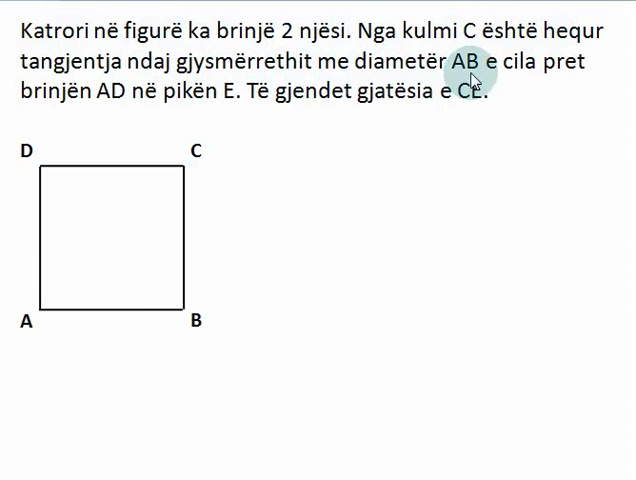 Katrori në figurë ka brinjë 2 njësi. Nga kulmi C është hequr
tangjentja ndaj gjysmërrethit me diametër AB e cila pret
brinjën AD në pikën E. Të gjendet gjatësia e CE.
D C
A B